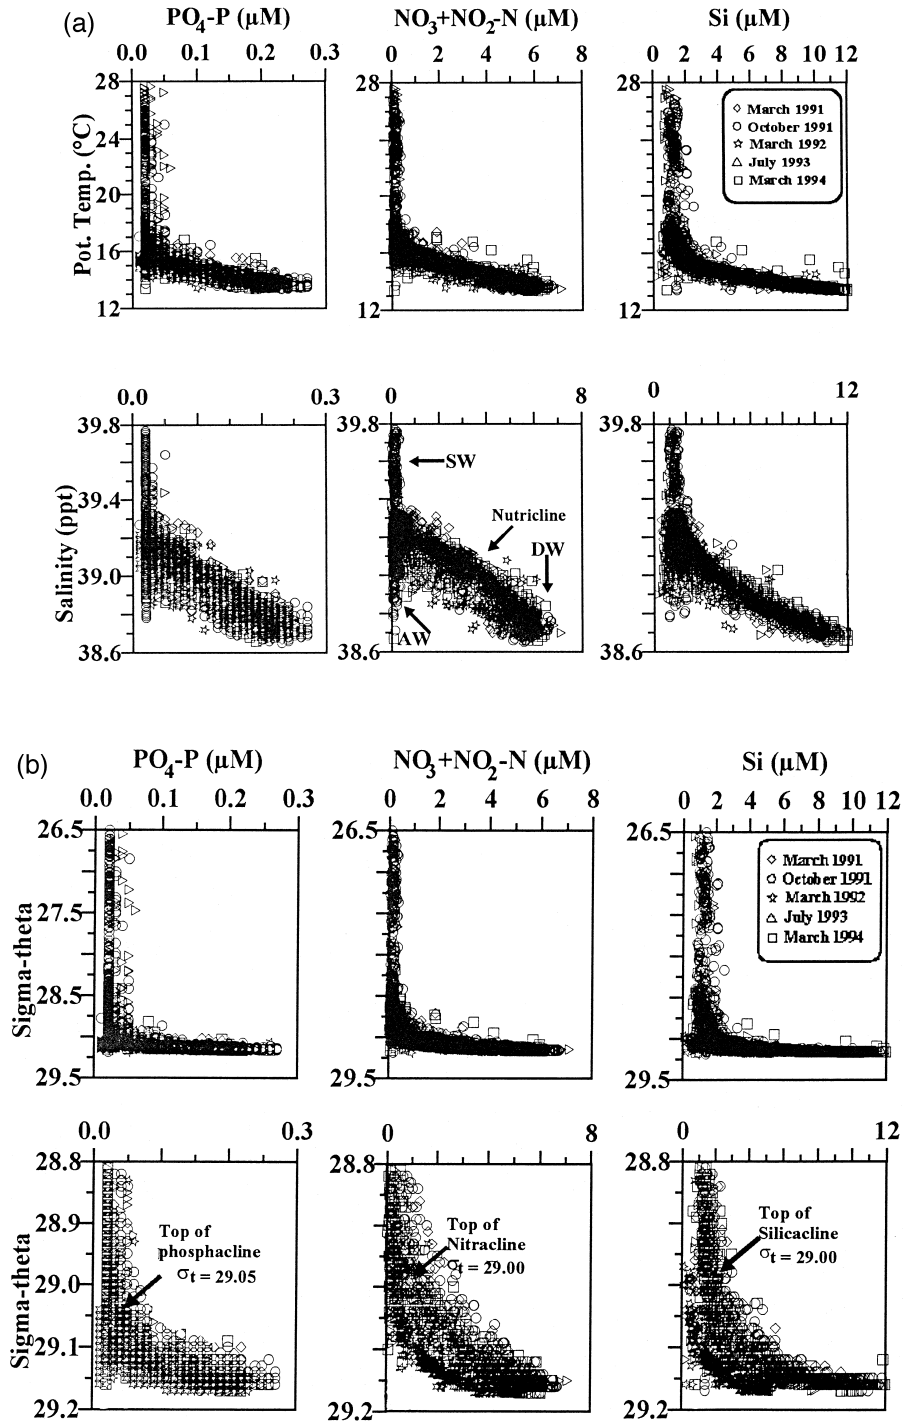 (a)
PO4-P (µM)
NO3+NO2-N (µM)
Si (µM)
0.0 0.1 0.2 0.3
0 2 4 6 8
0 2 4 6 8 10 12
28
24
20
16
12
Pot. Temp. (°C)
28
12
28
12
March 1991
October 1991
March 1992
July 1993
March 1994
0.0 0.3
0 8
0 12
39.8
39.4
39.0
38.6
Salinity (ppt)
39.8
38.6
SW
Nutricline
DW
AW
39.8
38.6
(b)
PO4-P (µM)
NO3+NO2-N (µM)
Si (µM)
0.0 0.1 0.2 0.3
0 2 4 6 8
0 2 4 6 8 10 12
26.5
27.5
28.5
29.5
Sigma-theta
26.5
29.5
26.5
29.5
March 1991
October 1991
March 1992
July 1993
March 1994
0.0 0.3
0 8
0 12
28.8
28.9
29.0
29.1
29.2
Sigma-theta
Top of
phosphacline
σt = 29.05
28.8
29.2
Top of
Nitracline
σt = 29.00
28.8
29.2
Top of
Silicacline
σt = 29.00